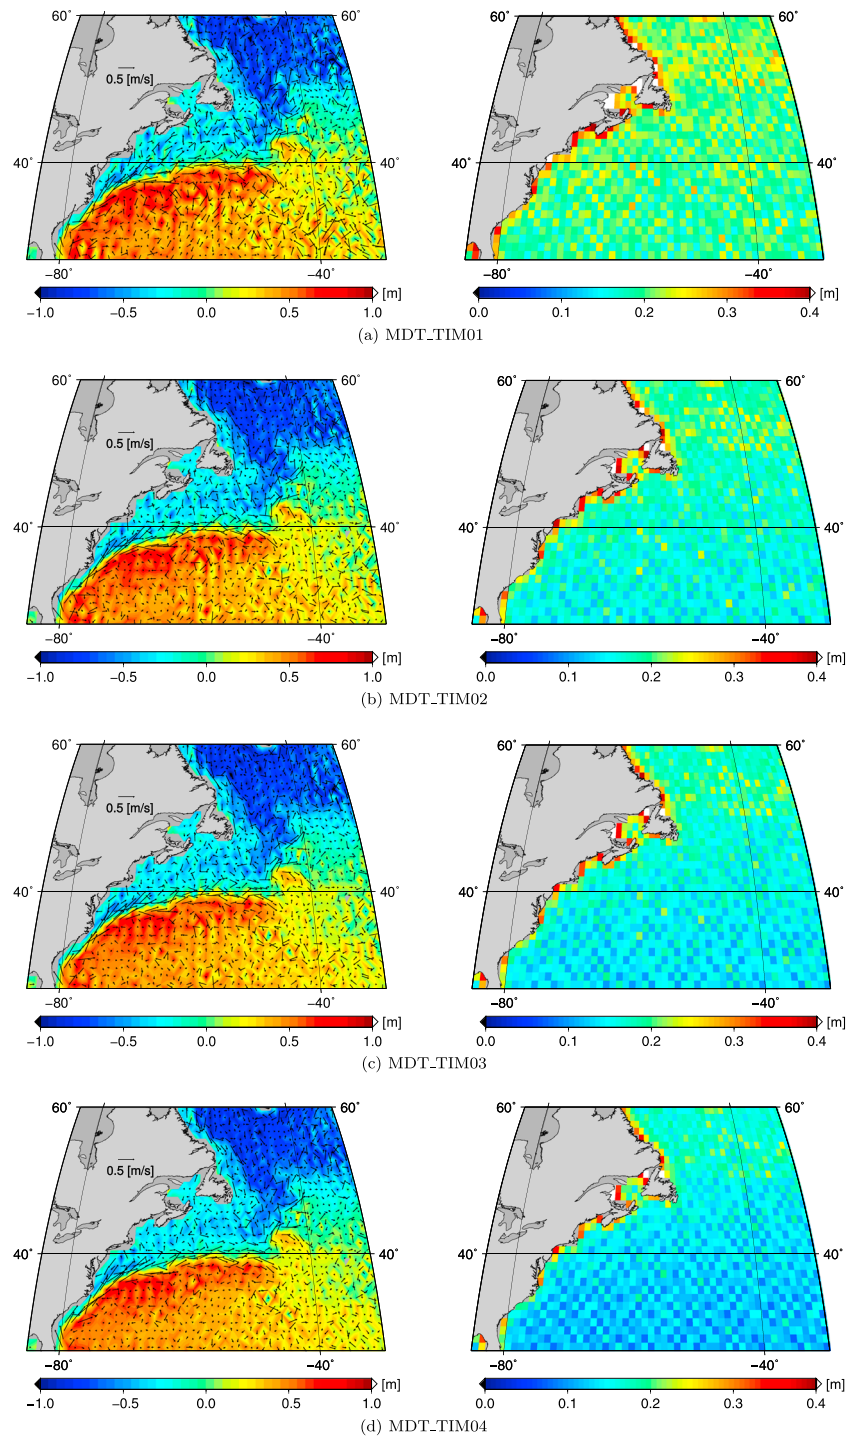 60° 60° 60° 60°
0.5 [m/s]
40° 40° 40° 40°
−80° −40° −80° −40°
−1.0 −0.5 0.0 0.5 1.0 [m] 0.0 0.1 0.2 0.3 0.4 [m]
(a) MDT_TIM01
60° 60° 60° 60°
0.5 [m/s]
40° 40° 40° 40°
−80° −40° −80° −40°
−1.0 −0.5 0.0 0.5 1.0 [m] 0.0 0.1 0.2 0.3 0.4 [m]
(b) MDT_TIM02
60° 60° 60° 60°
0.5 [m/s]
40° 40° 40° 40°
−80° −40° −80° −40°
−1.0 −0.5 0.0 0.5 1.0 [m] 0.0 0.1 0.2 0.3 0.4 [m]
(c) MDT_TIM03
60° 60° 60° 60°
0.5 [m/s]
40° 40° 40° 40°
−80° −40° −80° −40°
−1.0 −0.5 0.0 0.5 1.0 [m] 0.0 0.1 0.2 0.3 0.4 [m]
(d) MDT_TIM04